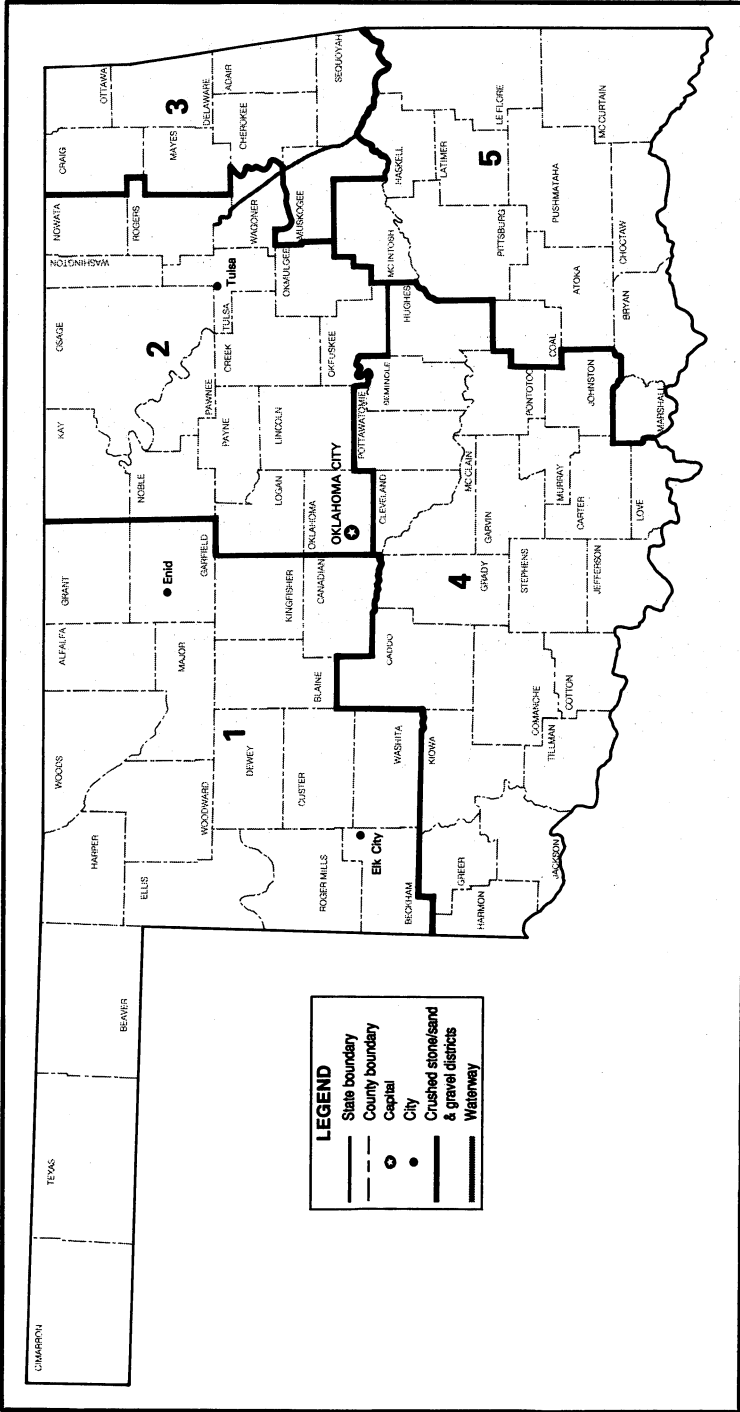 CIMARRON
TEXAS
BEAVER
HARPER
WOODS
ALFALFA
GRANT
KAY
OSAGE
WASHINGTON
NOWATA
CRAIG
OTTAWA
ELLIS
WOODWARD
MAJOR
GARFIELD
Enid
NOBLE
PAWNEE
2
ROGERS
MAYES
3
DELAWARE
1
DEWEY
BLAINE
KINGFISHER
LOGAN
PAYNE
CREEK
TULSA
Tulsa
WAGONER
CHEROKEE
ADAIR
ROGER MILLS
CUSTER
CANADIAN
OKLAHOMA
OKLAHOMA CITY
LINCOLN
OKFUSKEE
OKMULGEE
MUSKOGEE
SEQUOYAH
Elk City
BECKHAM
WASHITA
CADDO
CLEVELAND
POTTAWATOMIE
SEMINOLE
HUGHES
MC INTOSH
HASKELL
GREER
HARMON
KIOWA
4
GRADY
MC CLAIN
GARVIN
PONTOTOC
PITTSBURG
LATIMER
5
LE FLORE
JACKSON
TILLMAN
COMANCHE
COTTON
STEPHENS
JEFFERSON
MURRAY
CARTER
LOVE
JOHNSTON
MARSHALL
COAL
ATOKA
BRYAN
PUSHMATAHA
CHOCTAW
MC CURTAIN
LEGEND
State boundary
County boundary
Capital
City
Crushed stone/sand
& gravel districts
Waterway